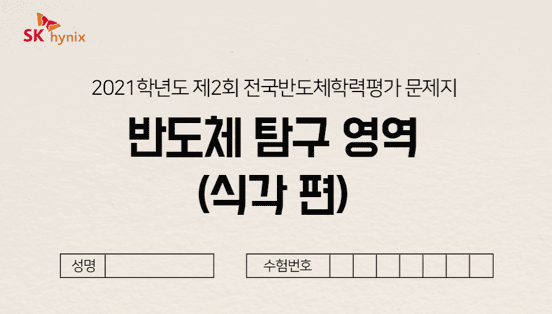 SK hynix
2021학년도 제2회 전국반도체학력평가 문제지
반도체 탐구 영역
(식각 편)
성명
수험번호